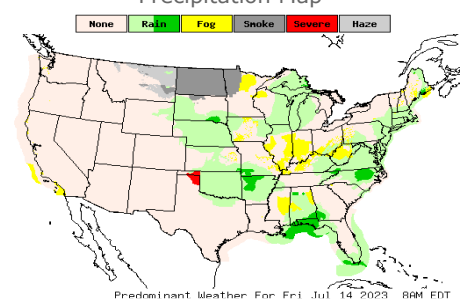 Precipitation Map
None Rain Fog Smoke Severe Haze
Predominant Weather For Fri Jul 14 2023 8AM EDT